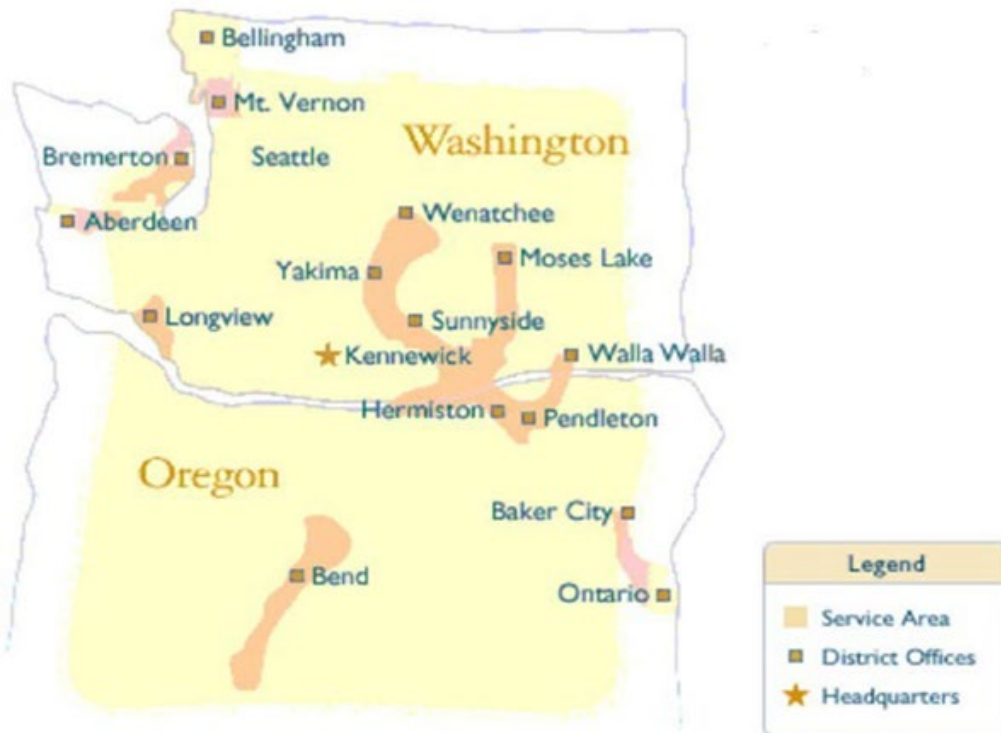 Bellingham
Mt. Vernon
Washington
Bremerton
Seattle
Wenatchee
Aberdeen
Moses Lake
Yakima
Longview
Sunnyside
Kennewick
Walla Walla
Hermiston
Pendleton
Oregon
Baker City
Bend
Ontario
Legend
Service Area
District Offices
Headquarters